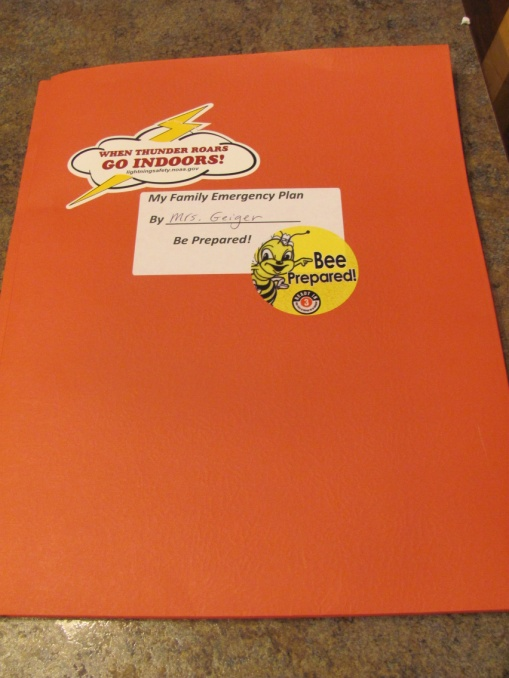 WHEN THUNDER ROARS
GO INDOORS!
lightningsafety.noaa.gov
My Family Emergency Plan
By Mrs. Geiger
Be Prepared!
Bee
Prepared!
3